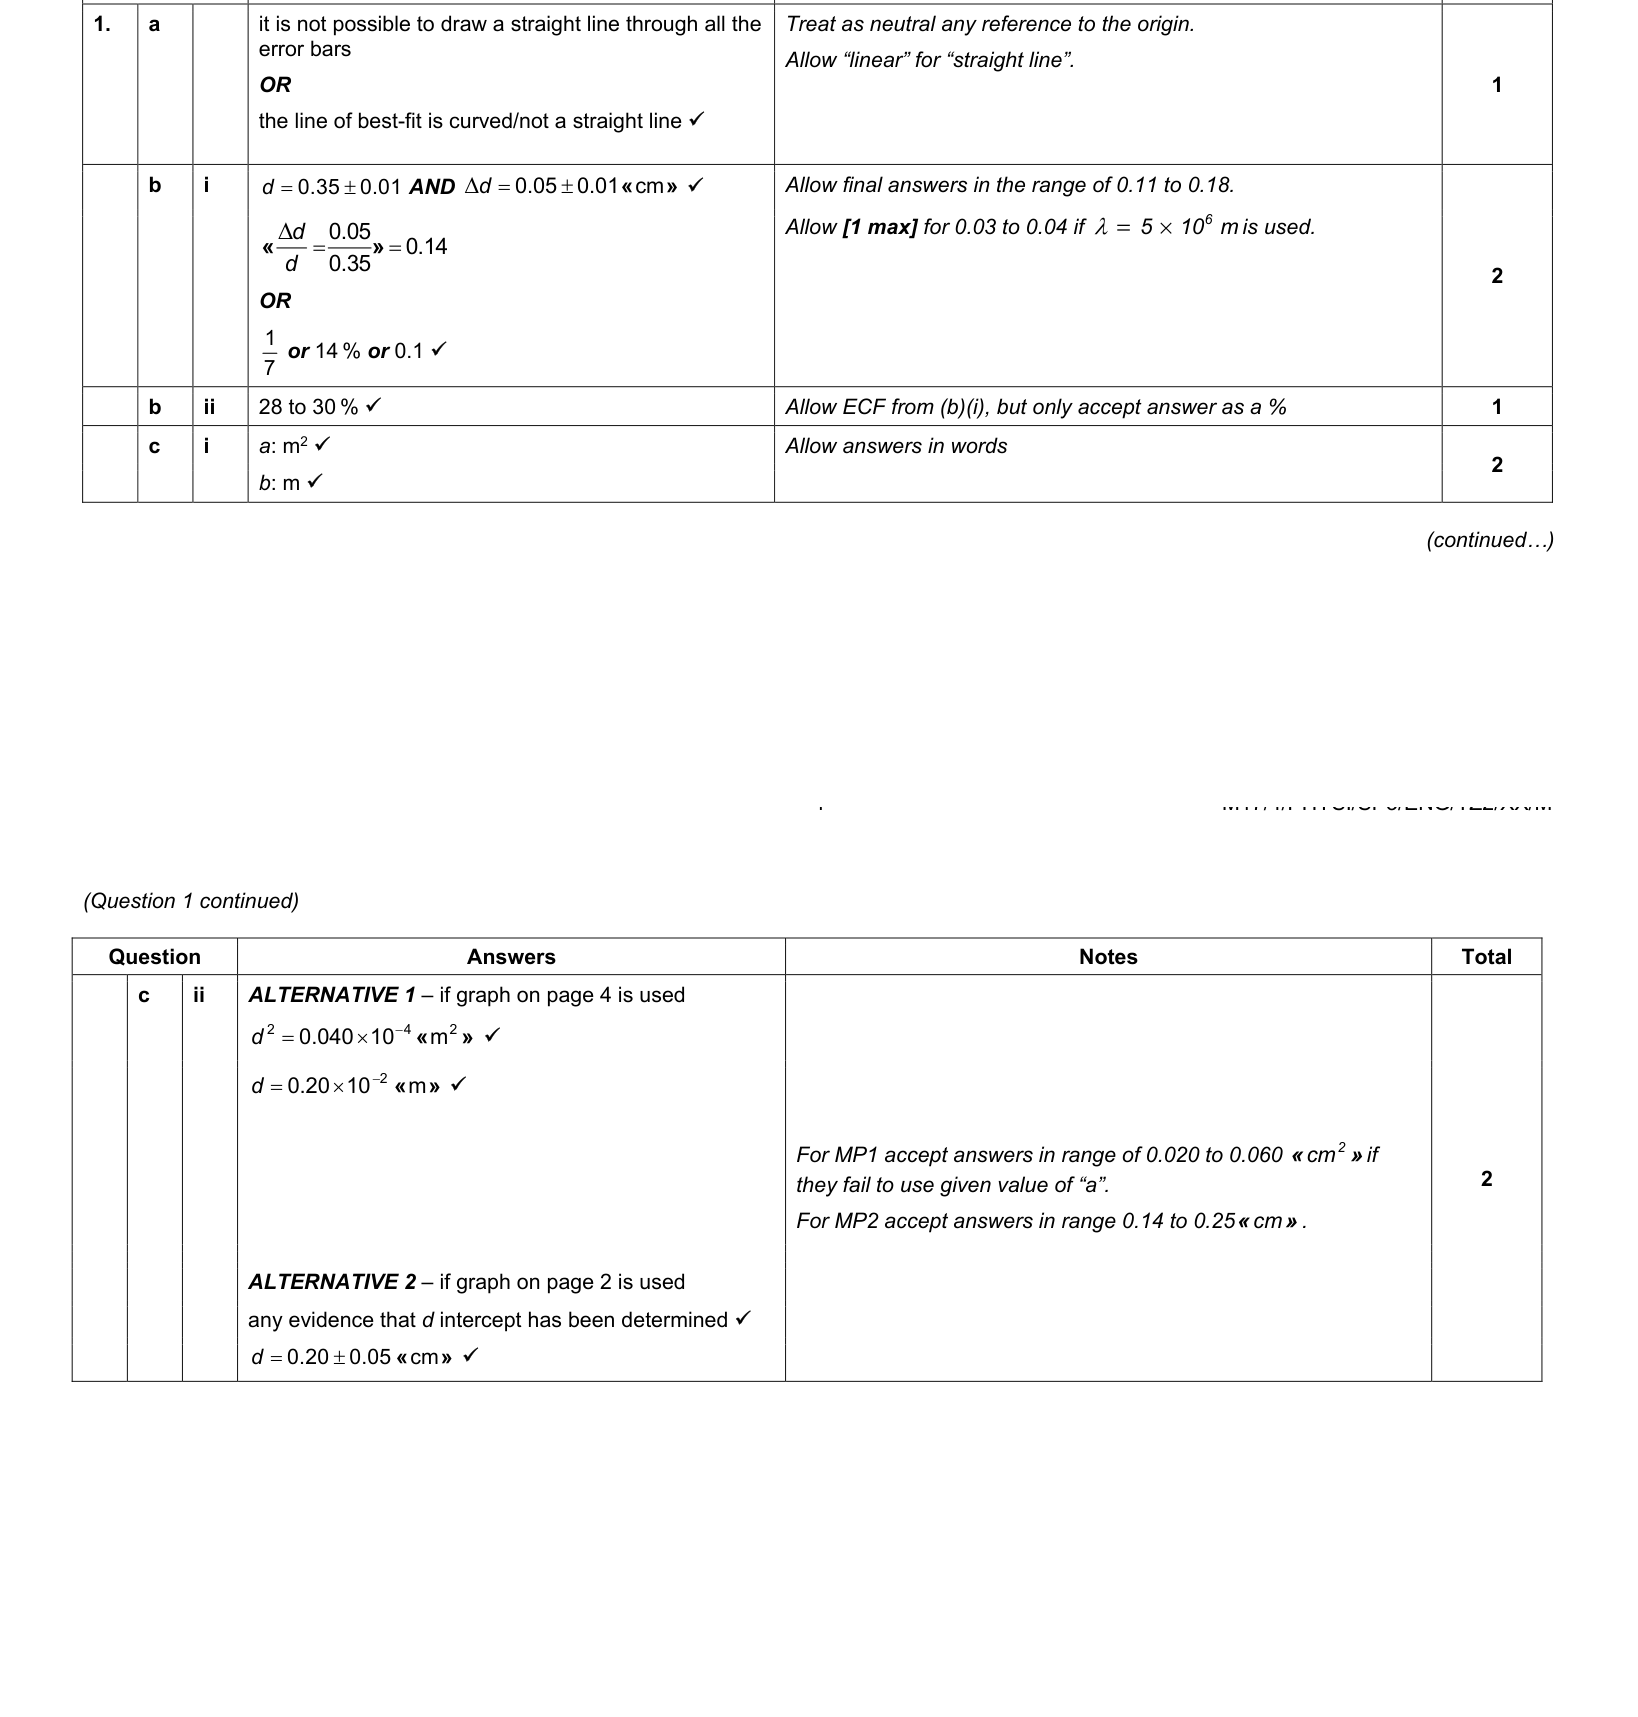 1. a it is not possible to draw a straight line through all the
error bars
OR
the line of best-fit is curved/not a straight line ✓
Treat as neutral any reference to the origin.
Allow “linear” for “straight line”.
1
b i d = 0.35 ± 0.01 AND Δd = 0.05 ± 0.01 «cm» ✓
«Δd/d = 0.05/0.35» = 0.14
OR
1/7 or 14 % or 0.1 ✓
Allow final answers in the range of 0.11 to 0.18.
Allow [1 max] for 0.03 to 0.04 if λ = 5 × 10⁶ m is used.
2
b ii 28 to 30 % ✓ Allow ECF from (b)(i), but only accept answer as a % 1
c i a: m² ✓
b: m ✓
Allow answers in words
2
(continued…)
(Question 1 continued)
Question Answers Notes Total
c ii ALTERNATIVE 1 – if graph on page 4 is used
d² = 0.040 × 10⁻⁴ «m²» ✓
d = 0.20 × 10⁻² «m» ✓
For MP1 accept answers in range of 0.020 to 0.060 «cm²» if
they fail to use given value of “a”.
For MP2 accept answers in range 0.14 to 0.25 «cm» .
2
ALTERNATIVE 2 – if graph on page 2 is used
any evidence that d intercept has been determined ✓
d = 0.20 ± 0.05 «cm» ✓